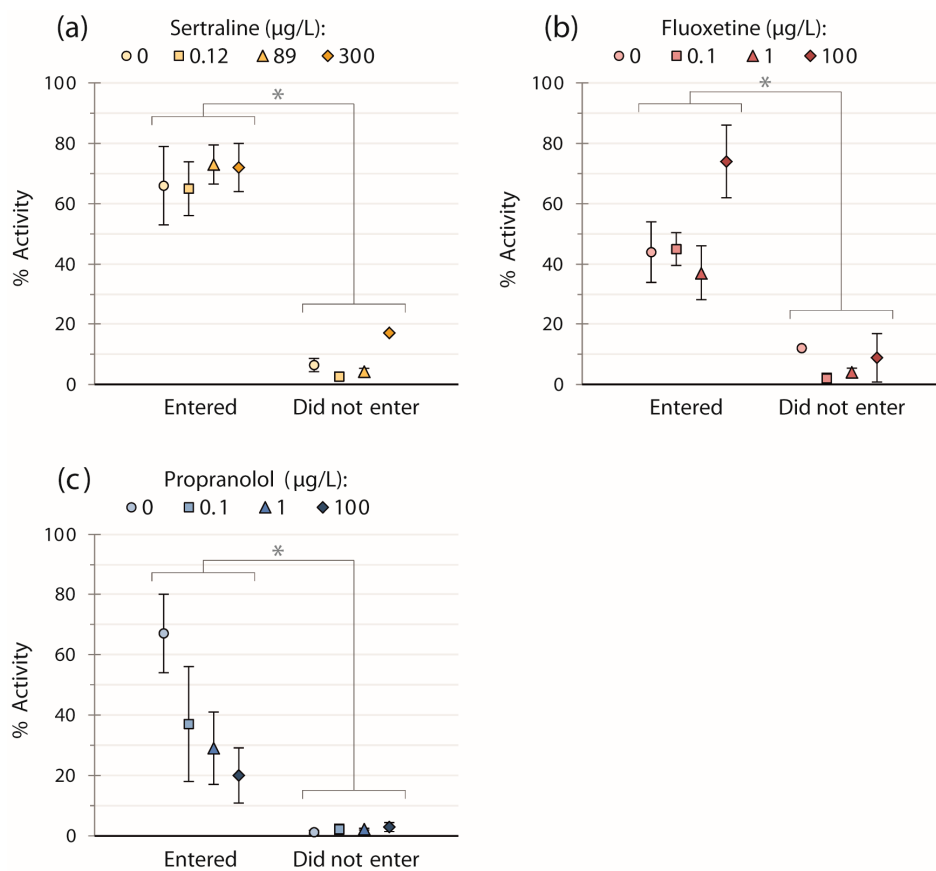 (a)
Sertraline (µg/L):
0 0.12 89 300
100
80
60
40
20
0
% Activity
*
Entered Did not enter
(b)
Fluoxetine (µg/L):
0 0.1 1 100
100
80
60
40
20
0
% Activity
*
Entered Did not enter
(c)
Propranolol (µg/L):
0 0.1 1 100
100
80
60
40
20
0
% Activity
*
Entered Did not enter